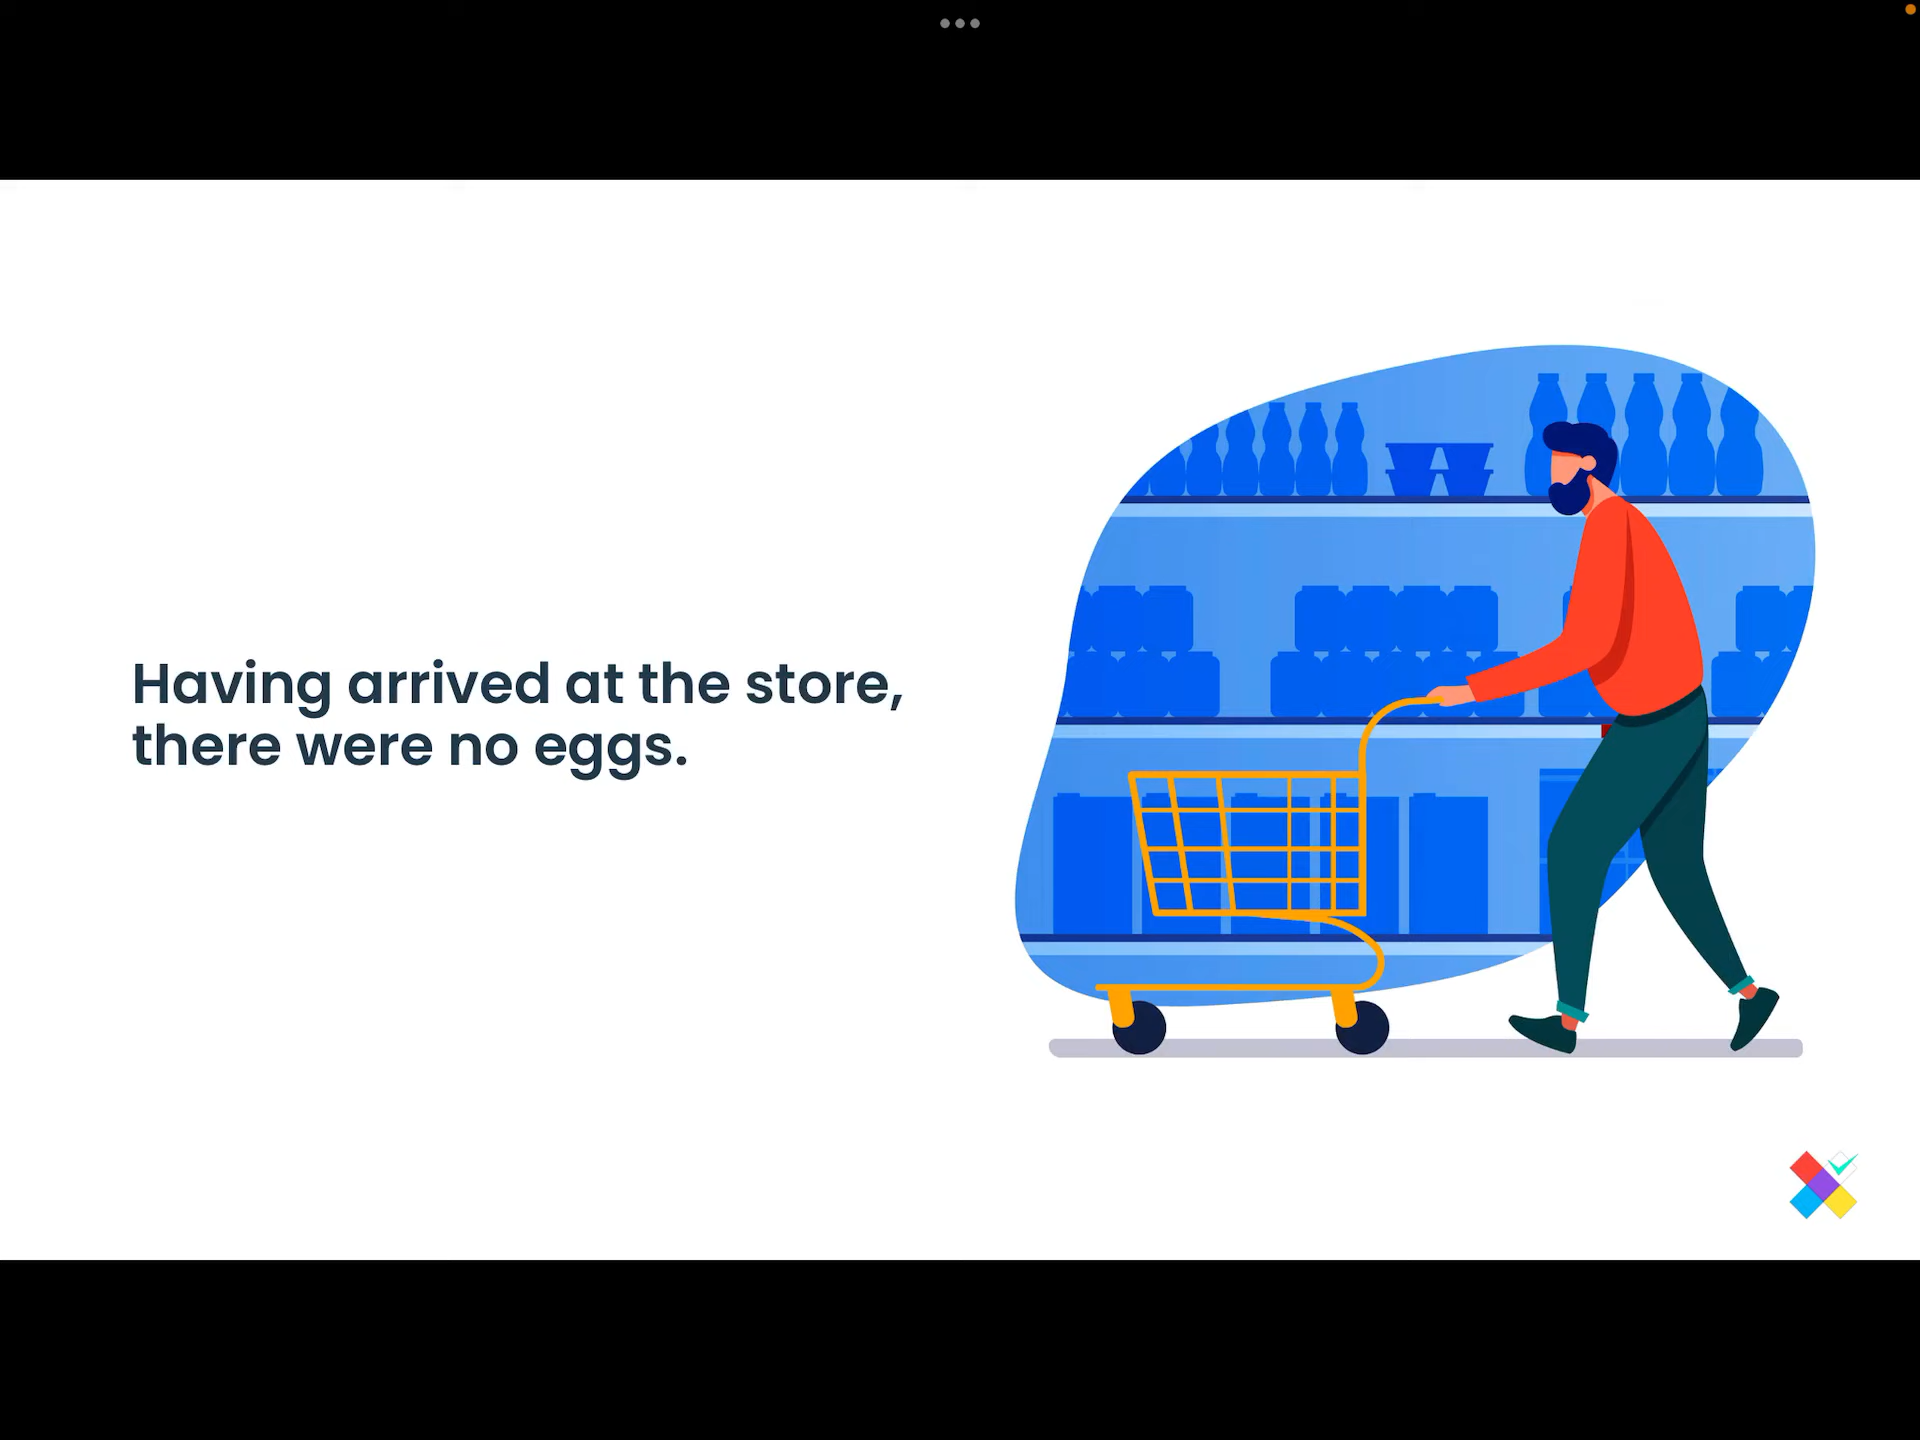 Having arrived at the store,
there were no eggs.